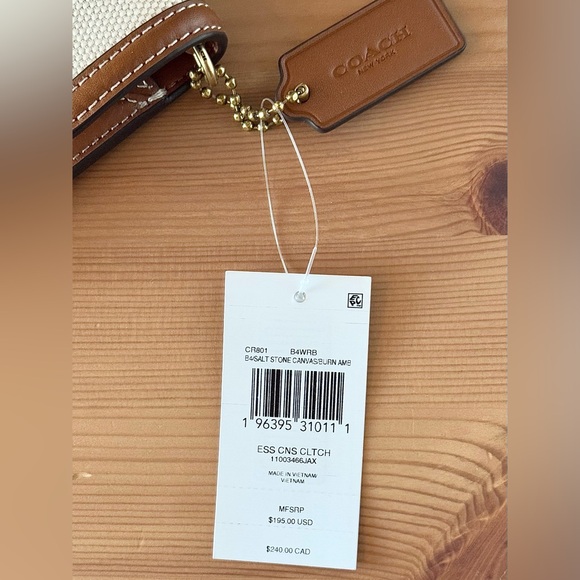 COACH
NEW YORK
CR801 B4WRB
B4/SALT STONE CANVAS/BURN AMB
1 96395 31011 1
ESS CNS CLTCH
11003466JAX
MADE IN VIETNAM/
VIETNAM
MFSRP
$195.00 USD
$240.00 CAD